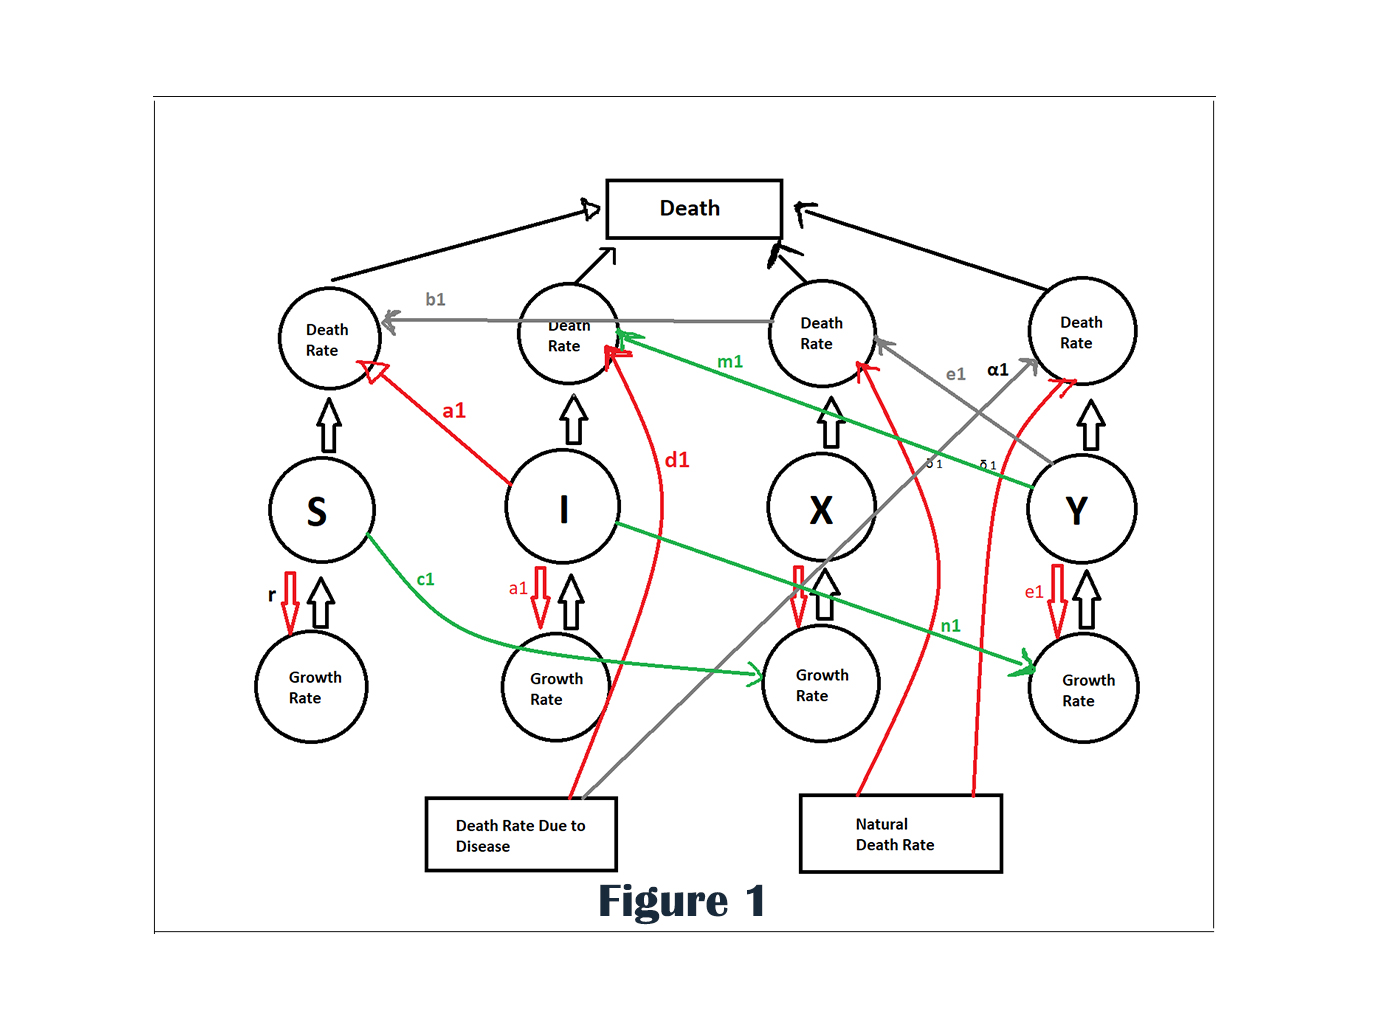 Death
b1
Death
Rate
Death
Rate
Death
Rate
Death
Rate
m1
e1
α1
a1
d1
δ1
δ1
S
I
X
Y
r
c1
a1
e1
n1
Growth
Rate
Growth
Rate
Growth
Rate
Growth
Rate
Death Rate Due to
Disease
Natural
Death Rate
Figure 1